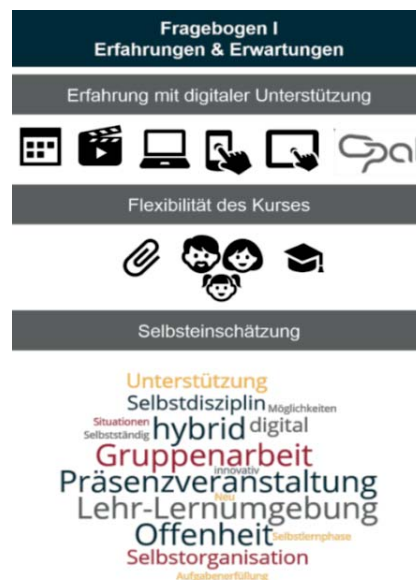 Fragebogen I
Erfahrungen & Erwartungen
Erfahrung mit digitaler Unterstützung
Opal
Flexibilität des Kurses
Selbsteinschätzung
Unterstützung
Selbstdisziplin Möglichkeiten
Situationen
Selbstständig hybrid digital
Gruppenarbeit
innovativ
Präsenzveranstaltung
Neu
Lehr-Lernumgebung
Offenheit Selbstlernphase
Selbstorganisation
Aufgabenerfüllung